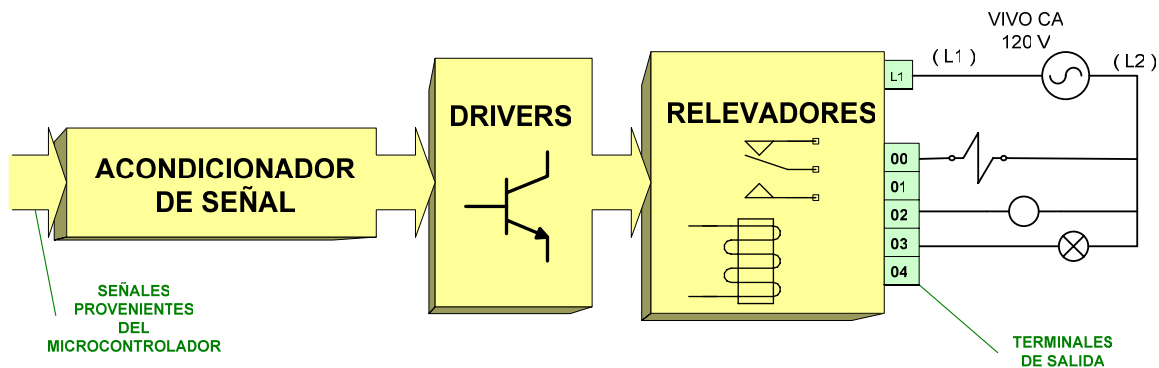 VIVO CA
120 V
( L1 )
( L2 )
L1
ACONDICIONADOR
DE SEÑAL
DRIVERS
RELEVADORES
00
01
02
03
04
SEÑALES
PROVENIENTES
DEL
MICROCONTROLADOR
TERMINALES
DE SALIDA